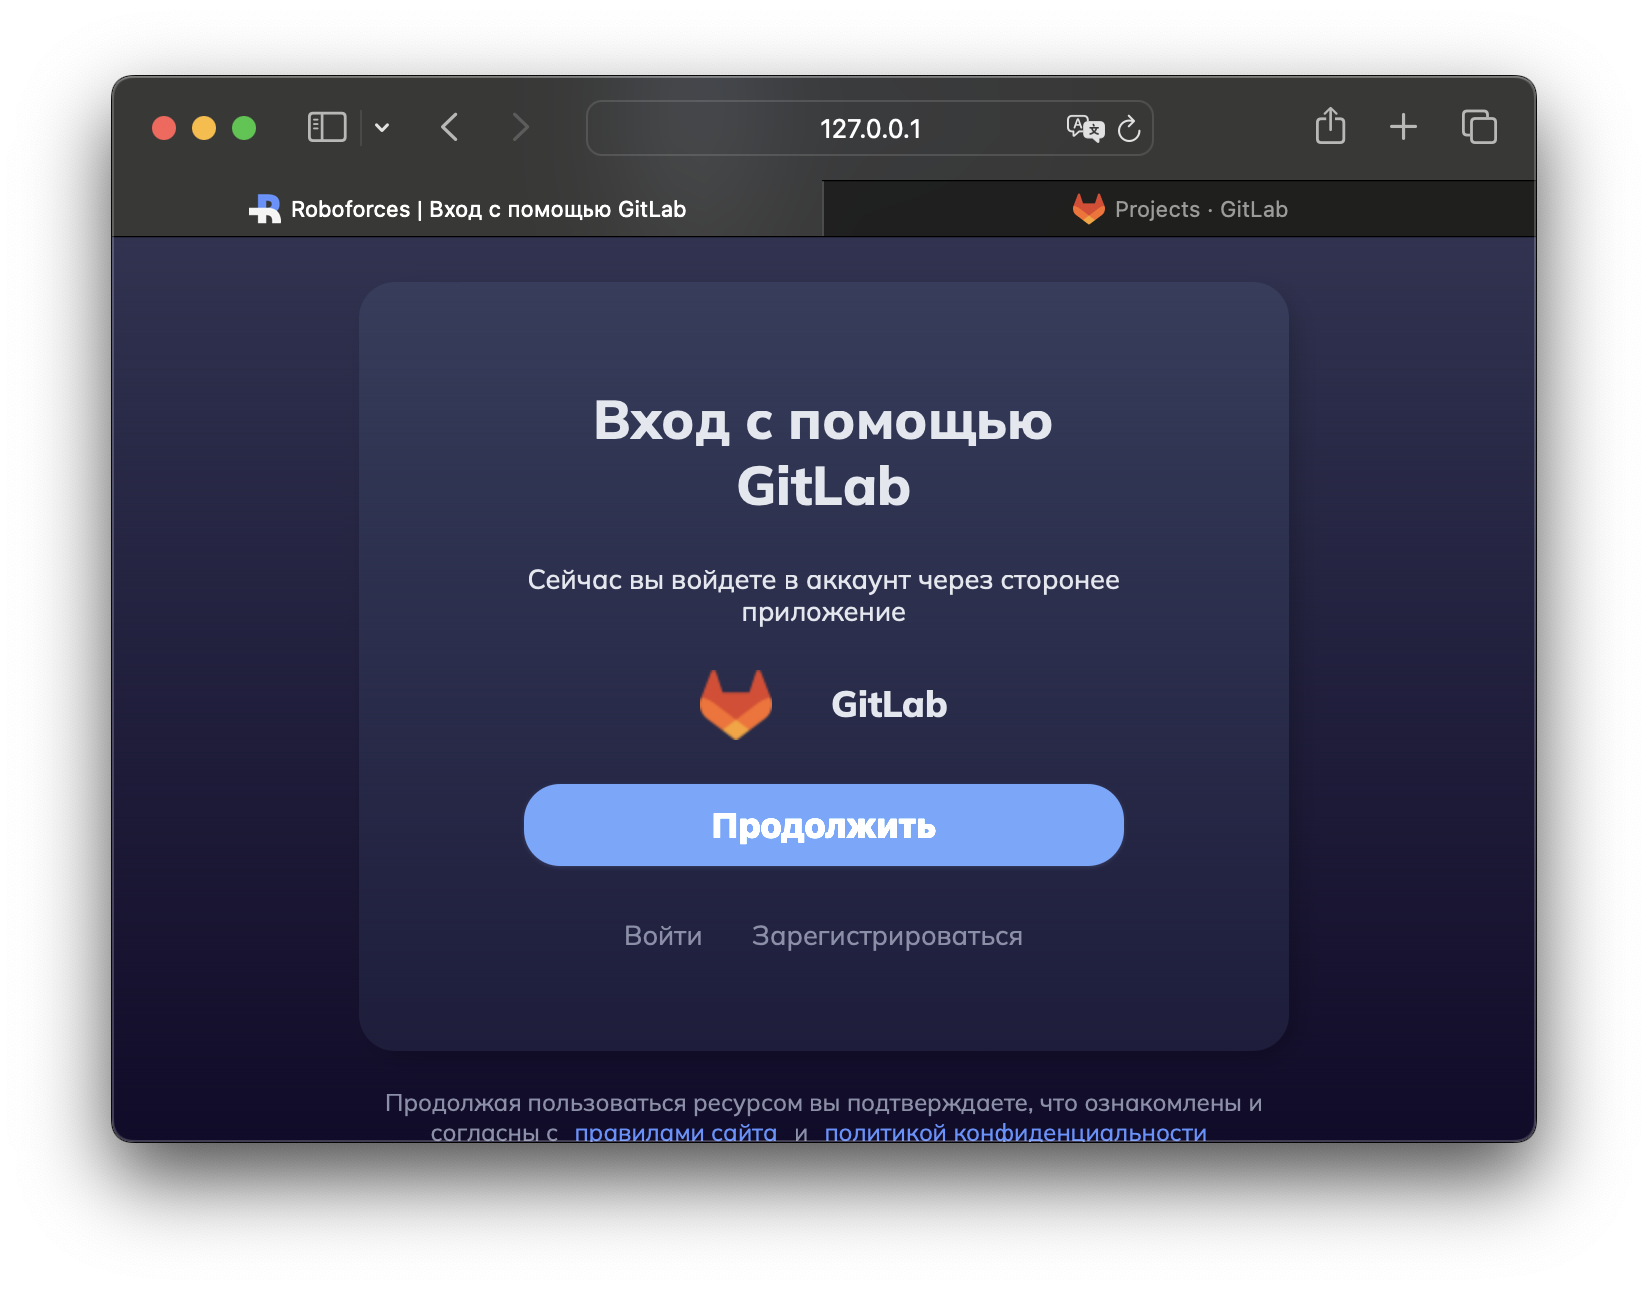 127.0.0.1
Roboforces | Вход с помощью GitLab
Projects · GitLab
Вход с помощью
GitLab
Сейчас вы войдете в аккаунт через сторонее
приложение
GitLab
Продолжить
Войти Зарегистрироваться
Продолжая пользоваться ресурсом вы подтверждаете, что ознакомлены и
согласны с правилами сайта и политикой конфиденциальности